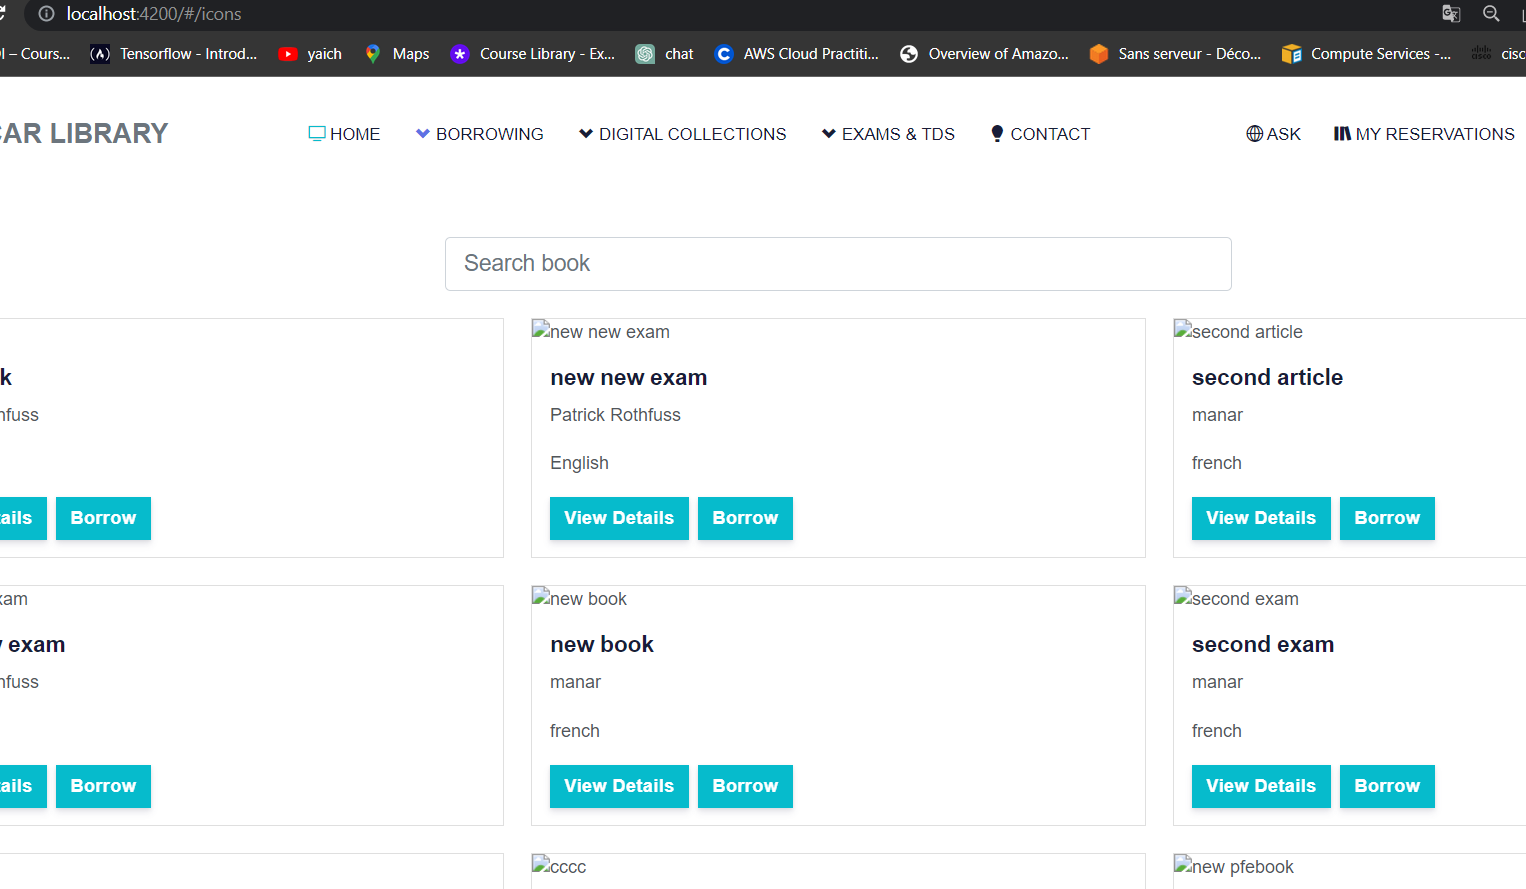 localhost:4200/#/icons
– Cours... Tensorflow - Introd... yaich Maps Course Library - Ex... chat AWS Cloud Practiti... Overview of Amazo... Sans serveur - Déco... Compute Services -... cisc
CAR LIBRARY HOME BORROWING DIGITAL COLLECTIONS EXAMS & TDS CONTACT ASK MY RESERVATIONS
Search book
new new exam second article
k new new exam second article
nfuss Patrick Rothfuss manar
English french
ails Borrow View Details Borrow View Details Borrow
xam new book second exam
exam new book second exam
nfuss manar manar
french french
ails Borrow View Details Borrow View Details Borrow
cccc new pfebook